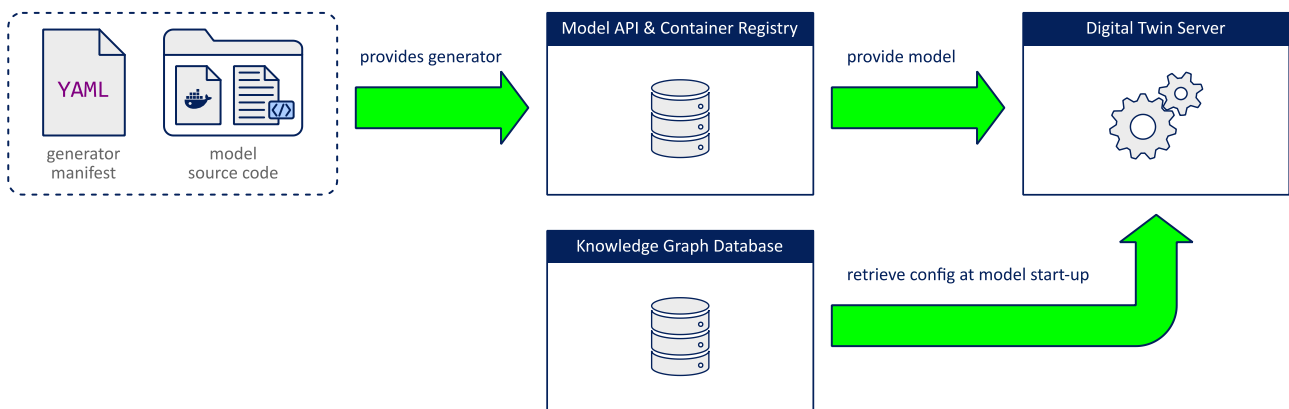 YAML
generator
manifest
</>
model
source code
provides generator
Model API & Container Registry
provide model
Digital Twin Server
Knowledge Graph Database
retrieve config at model start-up